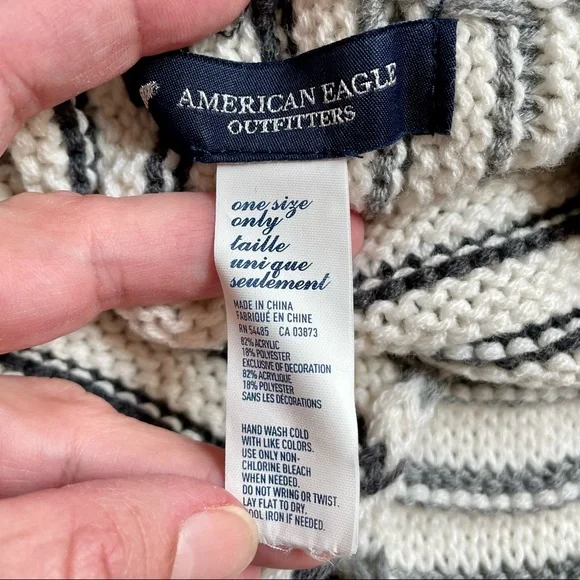 AMERICAN EAGLE
OUTFITTERS
one size
only
taille
unique
seulement
MADE IN CHINA
FABRIQUÉ EN CHINE
RN 54485 CA 03873
82% ACRYLIC
18% POLYESTER
EXCLUSIVE OF DECORATION
82% ACRYLIQUE
18% POLYESTER
SANS LES DÉCORATIONS
HAND WASH COLD
WITH LIKE COLORS.
USE ONLY NON-
CHLORINE BLEACH
WHEN NEEDED.
DO NOT WRING OR TWIST.
LAY FLAT TO DRY.
COOL IRON IF NEEDED.